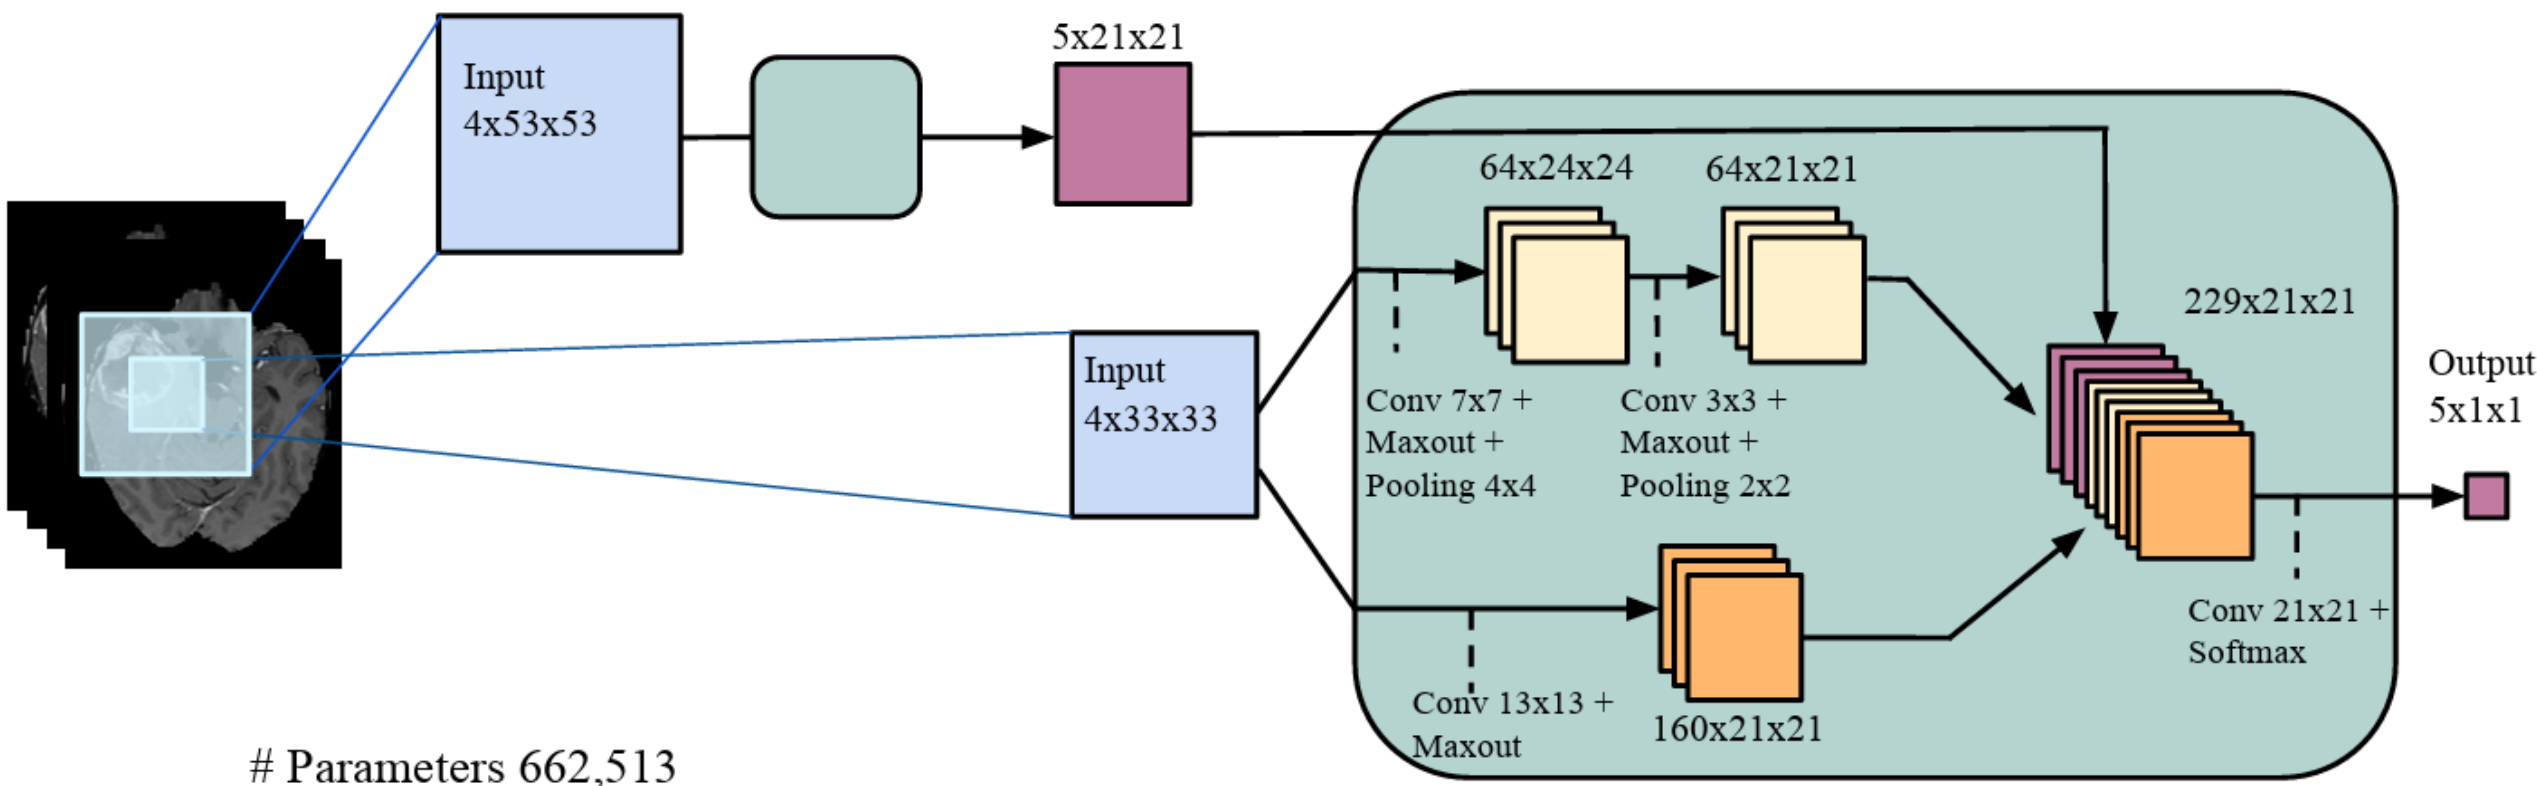 Input
4x53x53
5x21x21
64x24x24
64x21x21
229x21x21
Input
4x33x33
Conv 7x7 +
Maxout +
Pooling 4x4
Conv 3x3 +
Maxout +
Pooling 2x2
Output
5x1x1
Conv 21x21 +
Softmax
Conv 13x13 +
Maxout
160x21x21
# Parameters 662,513